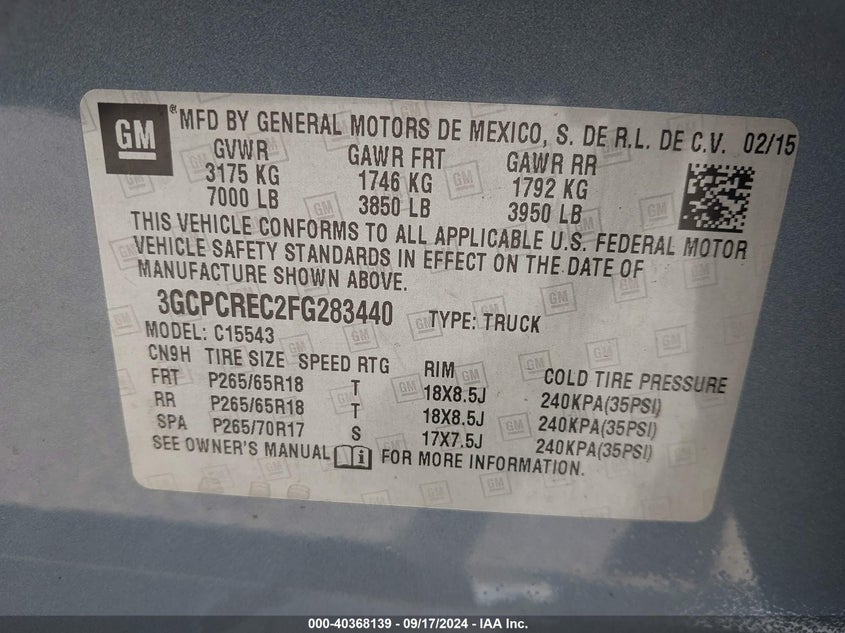 GM ® MFD BY GENERAL MOTORS DE MEXICO, S. DE R.L. DE C.V. 02/15
GVWR GAWR FRT GAWR RR
3175 KG 1746 KG 1792 KG
7000 LB 3850 LB 3950 LB
THIS VEHICLE CONFORMS TO ALL APPLICABLE U.S. FEDERAL MOTOR
VEHICLE SAFETY STANDARDS IN EFFECT ON THE DATE OF
MANUFACTURE SHOWN ABOVE.
3GCPCREC2FG283440 TYPE: TRUCK
MODEL: C15543
CN9H TIRE SIZE SPEED RTG RIM COLD TIRE PRESSURE
FRT P265/65R18 T 18X8.5J 240KPA(35PSI)
RR P265/65R18 T 18X8.5J 240KPA(35PSI)
SPA P265/70R17 S 17X7.5J 240KPA(35PSI)
SEE OWNER'S MANUAL FOR MORE INFORMATION.
000-40368139 - 09/17/2024 - IAA Inc.